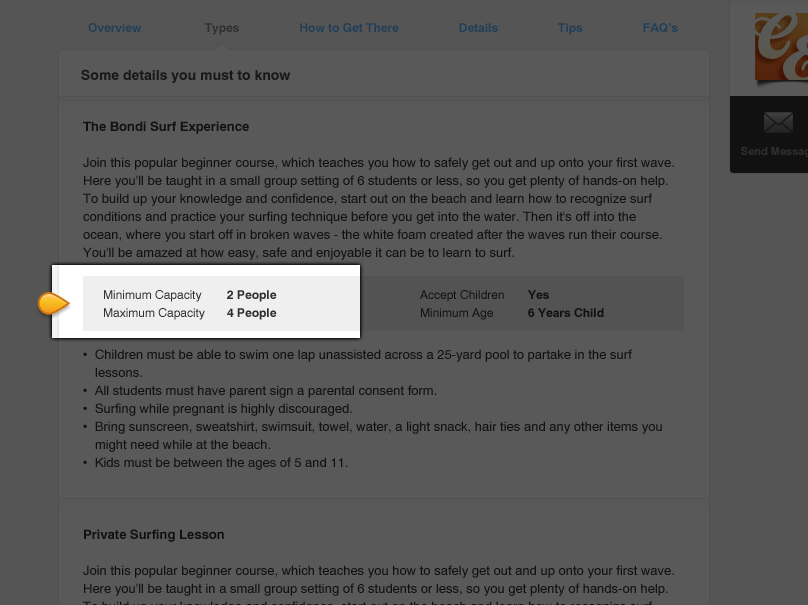 Overview Types How to Get There Details Tips FAQ's
Some details you must to know
The Bondi Surf Experience
Join this popular beginner course, which teaches you how to safely get out and up onto your first wave.
Here you'll be taught in a small group setting of 6 students or less, so you get plenty of hands-on help.
To build up your knowledge and confidence, start out on the beach and learn how to recognize surf
conditions and practice your surfing technique before you get into the water. Then it's off into the
ocean, where you start off in broken waves - the white foam created after the waves run their course.
You'll be amazed at how easy, safe and enjoyable it can be to learn to surf.
Minimum Capacity 2 People Accept Children Yes
Maximum Capacity 4 People Minimum Age 6 Years Child
• Children must be able to swim one lap unassisted across a 25-yard pool to partake in the surf
lessons.
• All students must have parent sign a parental consent form.
• Surfing while pregnant is highly discouraged.
• Bring sunscreen, sweatshirt, swimsuit, towel, water, a light snack, hair ties and any other items you
might need while at the beach.
• Kids must be between the ages of 5 and 11.
Private Surfing Lesson
Join this popular beginner course, which teaches you how to safely get out and up onto your first wave.
Here you'll be taught in a small group setting of 6 students or less, so you get plenty of hands-on help.
Send